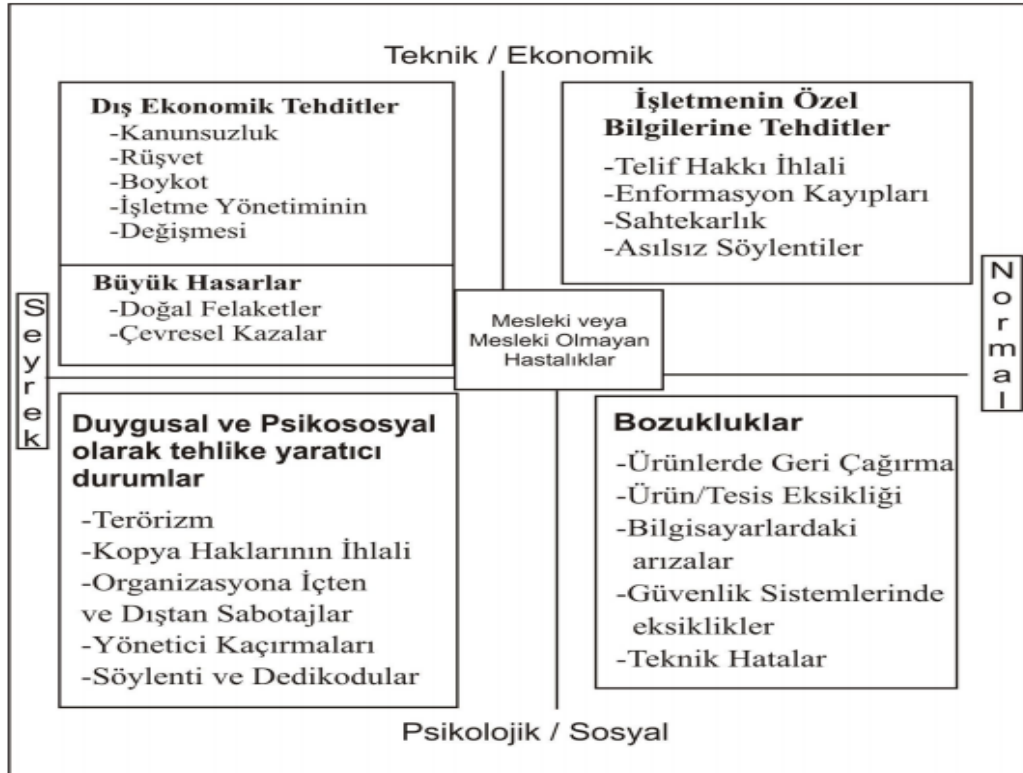 Teknik / Ekonomik
Dış Ekonomik Tehditler
-Kanunsuzluk
-Rüşvet
-Boykot
-İşletme Yönetiminin
-Değişmesi
Büyük Hasarlar
-Doğal Felaketler
-Çevresel Kazalar
İşletmenin Özel
Bilgilerine Tehditler
-Telif Hakkı İhlali
-Enformasyon Kayıpları
-Sahtekarlık
-Asılsız Söylentiler
Seyrek
Mesleki veya
Mesleki Olmayan
Hastalıklar
Normal
Duygusal ve Psikososyal
olarak tehlike yaratıcı
durumlar
-Terörizm
-Kopya Haklarının İhlali
-Organizasyona İçten
ve Dıştan Sabotajlar
-Yönetici Kaçırmaları
-Söylenti ve Dedikodular
Bozukluklar
-Ürünlerde Geri Çağırma
-Ürün/Tesis Eksikliği
-Bilgisayarlardaki
arızalar
-Güvenlik Sistemlerinde
eksiklikler
-Teknik Hatalar
Psikolojik / Sosyal